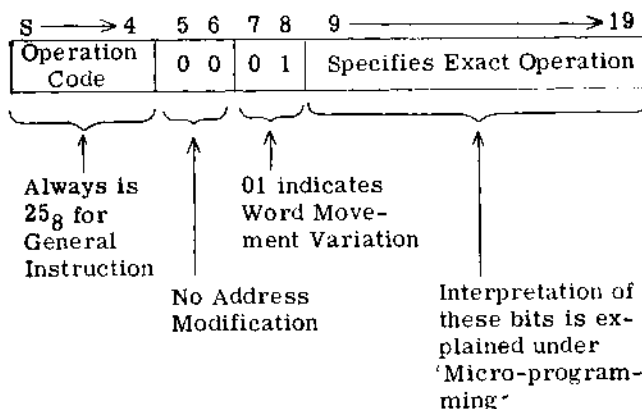 S 4 5 6 7 8 9 19
Operation Code 0 0 0 1 Specifies Exact Operation
Always is
25₈ for
General
Instruction
01 indicates
Word Move-
ment Variation
No Address
Modification
Interpretation of
these bits is ex-
plained under
'Micro-program-
ming'